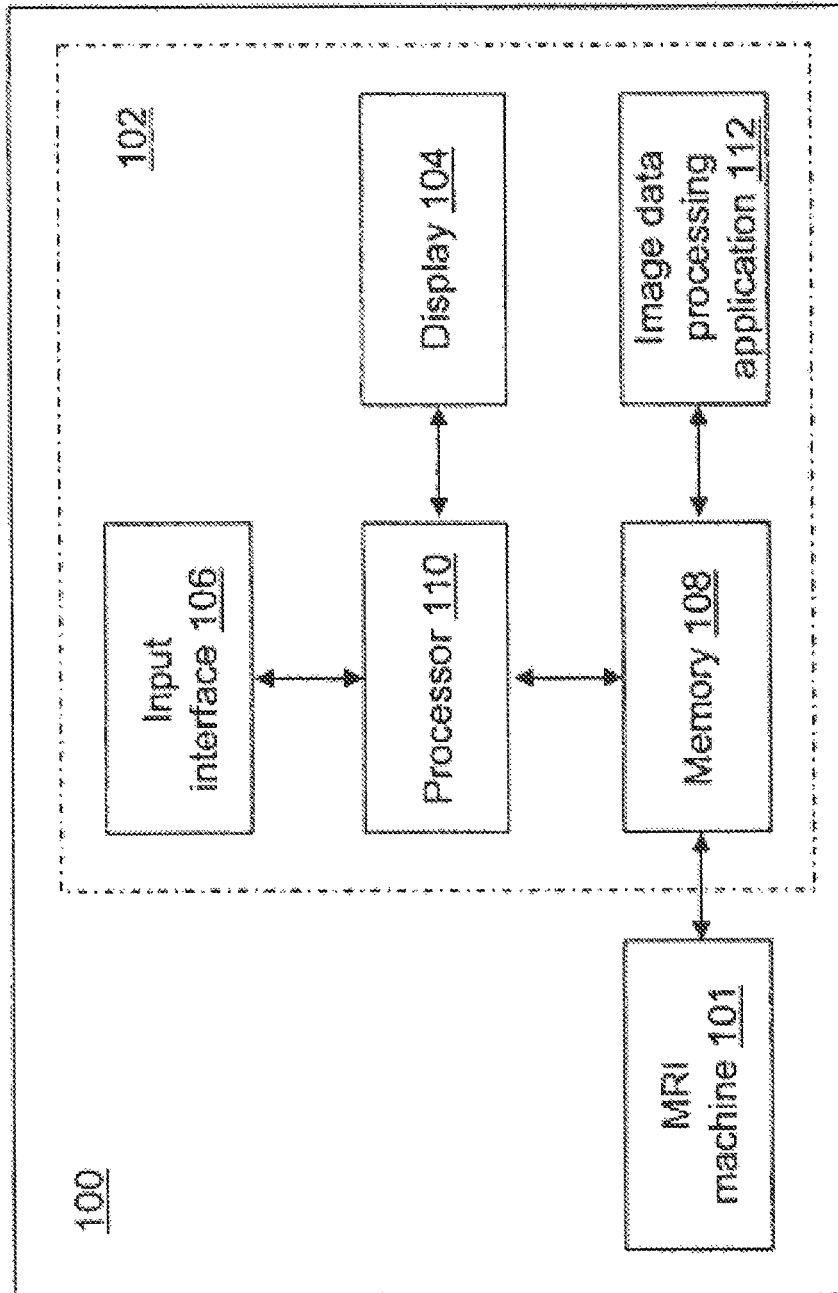 100
102
Input
interface 106
Processor 110
Display 104
MRI
machine 101
Memory 108
Image data
processing
application 112